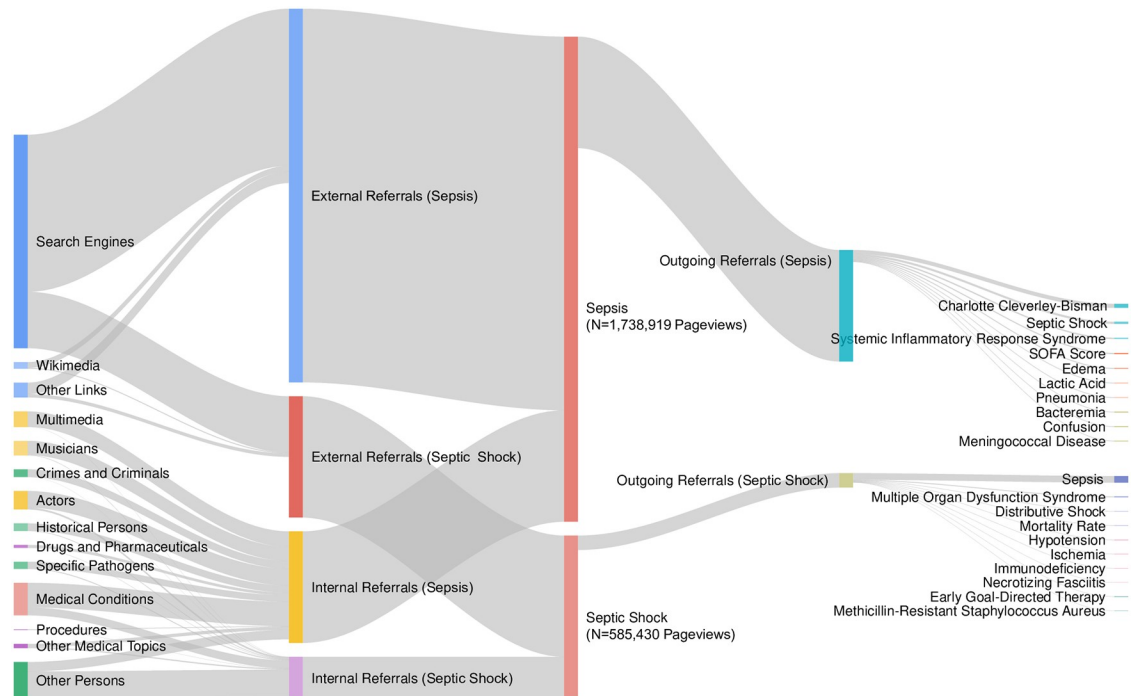 Search Engines
Wikimedia
Other Links
Multimedia
Musicians
Crimes and Criminals
Actors
Historical Persons
Drugs and Pharmaceuticals
Specific Pathogens
Medical Conditions
Procedures
Other Medical Topics
Other Persons
External Referrals (Sepsis)
External Referrals (Septic Shock)
Internal Referrals (Sepsis)
Internal Referrals (Septic Shock)
Sepsis
(N=1,738,919 Pageviews)
Septic Shock
(N=585,430 Pageviews)
Outgoing Referrals (Sepsis)
Outgoing Referrals (Septic Shock)
Charlotte Cleverley-Bisman
Septic Shock
Systemic Inflammatory Response Syndrome
SOFA Score
Edema
Lactic Acid
Pneumonia
Bacteremia
Confusion
Meningococcal Disease
Sepsis
Multiple Organ Dysfunction Syndrome
Distributive Shock
Mortality Rate
Hypotension
Ischemia
Immunodeficiency
Necrotizing Fasciitis
Early Goal-Directed Therapy
Methicillin-Resistant Staphylococcus Aureus